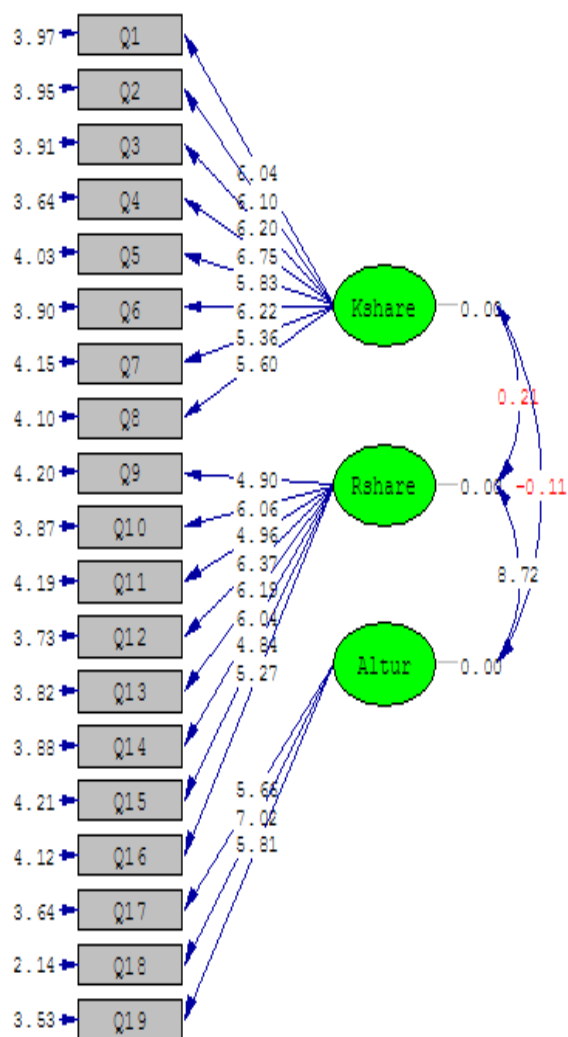 3.97 Q1
3.95 Q2
3.91 Q3
6.04
3.64 Q4
6.10
6.20
4.03 Q5
6.75
5.83
3.90 Q6
6.22
Kshare 0.00
4.15 Q7
5.36
5.60
4.10 Q8
0.21
4.20 Q9
4.90
Rshare 0.00 -0.11
3.87 Q10
6.06
4.96
4.19 Q11
6.37
6.19
8.72
3.73 Q12
6.04
4.84
Altur 0.00
3.82 Q13
5.27
3.88 Q14
4.21 Q15
5.66
7.02
4.12 Q16
5.81
3.64 Q17
2.14 Q18
3.53 Q19